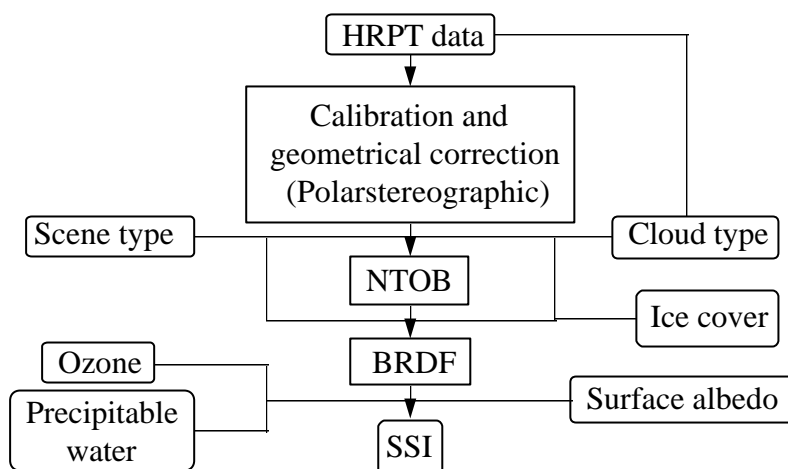 HRPT data
Calibration and
geometrical correction
(Polarstereographic)
Scene type
Cloud type
NTOB
Ice cover
Ozone
BRDF
Precipitable
water
Surface albedo
SSI